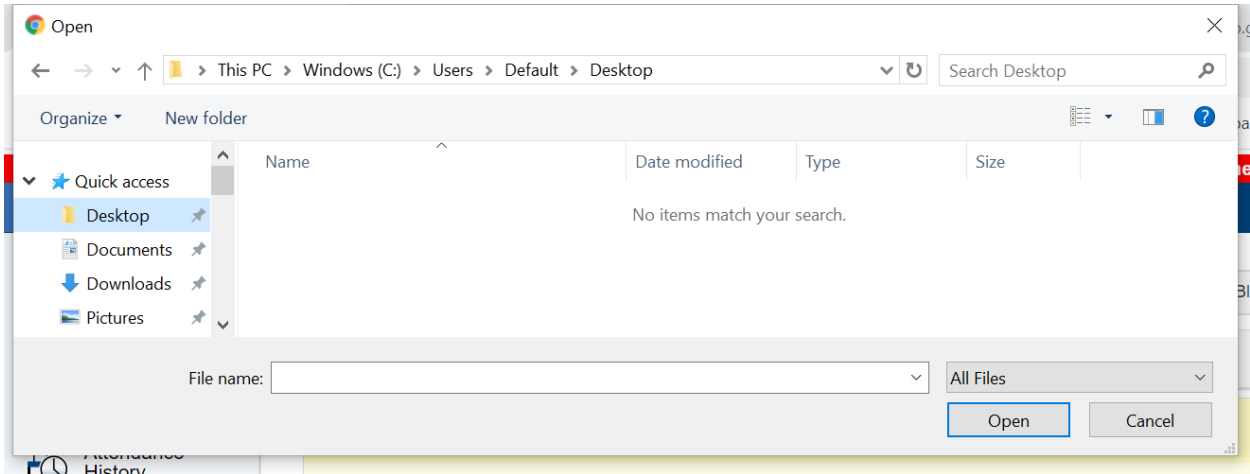 Open
This PC > Windows (C:) > Users > Default > Desktop
Search Desktop
Organize
New folder
Name
Date modified
Type
Size
No items match your search.
Quick access
Desktop
Documents
Downloads
Pictures
File name:
All Files
Open
Cancel
History